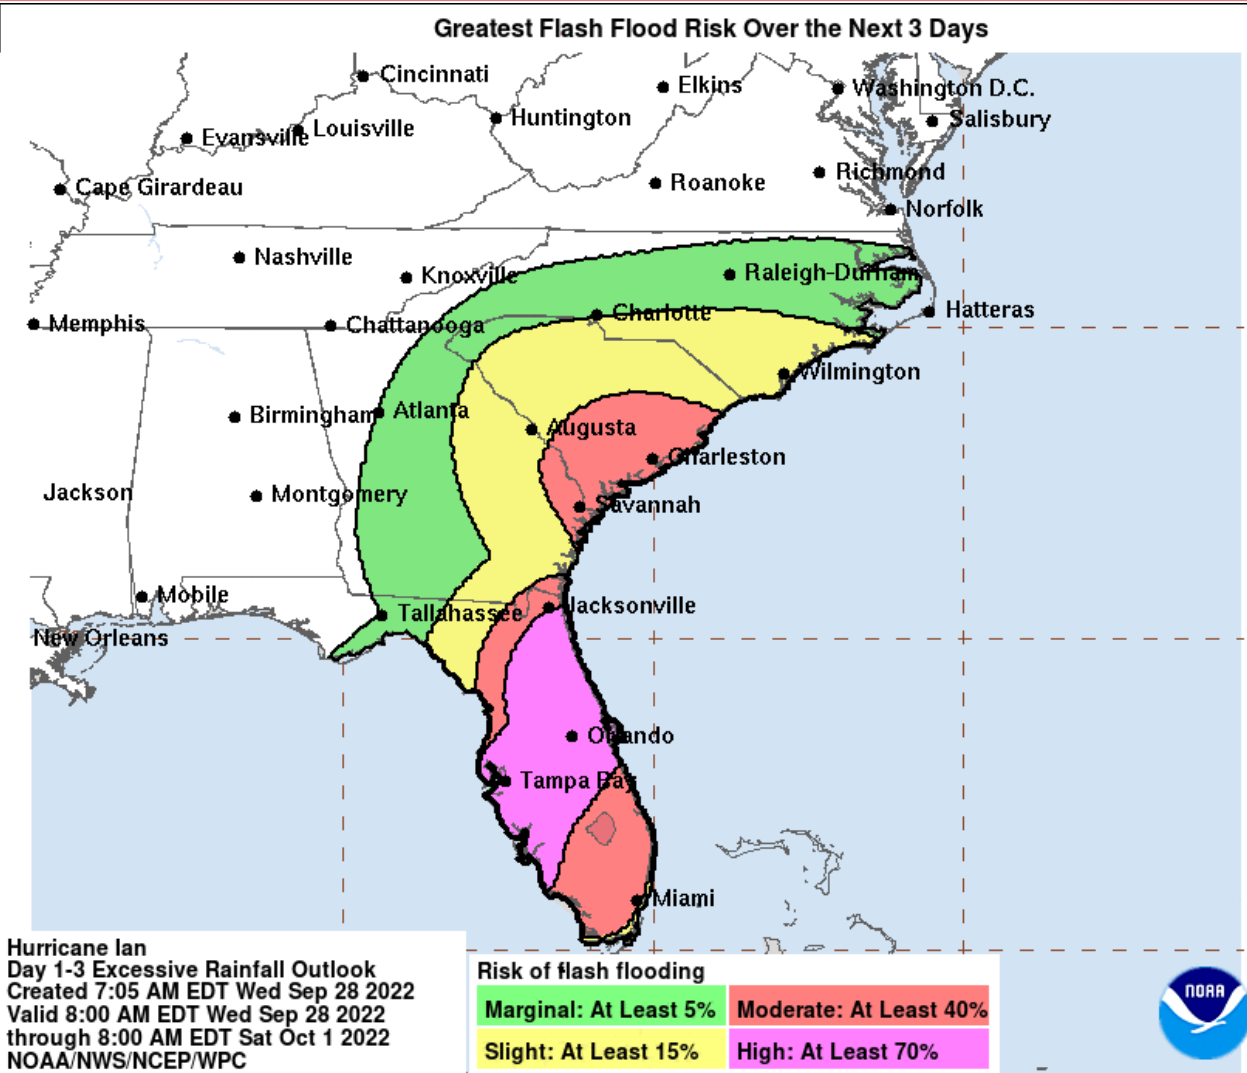 Greatest Flash Flood Risk Over the Next 3 Days
Cincinnati
Elkins
Washington D.C.
Huntington
Salisbury
Evansville
Louisville
Richmond
Cape Girardeau
Roanoke
Norfolk
Nashville
Knoxville
Raleigh-Durham
Memphis
Chattanooga
Charlotte
Hatteras
Wilmington
Birmingham
Atlanta
Augusta
Charleston
Jackson
Montgomery
Savannah
Mobile
Tallahassee
Jacksonville
New Orleans
Orlando
Tampa Bay
Miami
Hurricane Ian
Day 1-3 Excessive Rainfall Outlook
Created 7:05 AM EDT Wed Sep 28 2022
Valid 8:00 AM EDT Wed Sep 28 2022
through 8:00 AM EDT Sat Oct 1 2022
NOAA/NWS/NCEP/WPC
Risk of flash flooding
Marginal: At Least 5%
Moderate: At Least 40%
Slight: At Least 15%
High: At Least 70%
NOAA